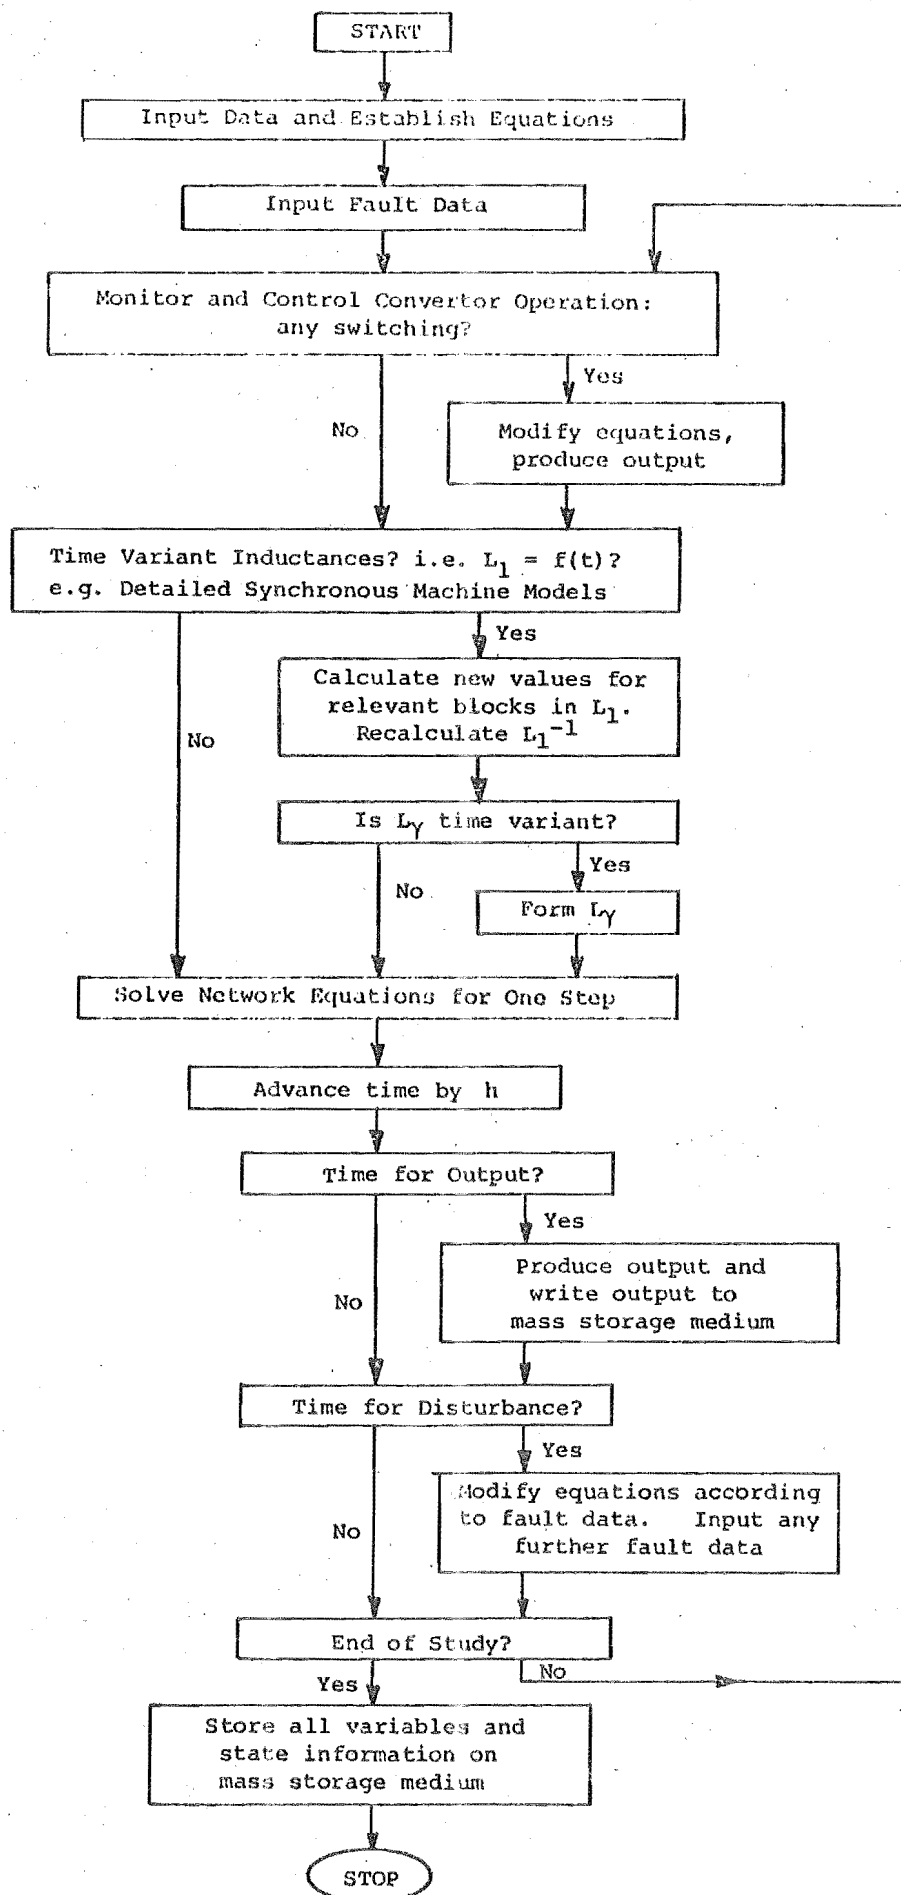 START
Input Data and Establish Equations
Input Fault Data
Monitor and Control Convertor Operation:
any switching?
Yes
No
Modify equations,
produce output
Time Variant Inductances? i.e. L₁ = f(t)?
e.g. Detailed Synchronous Machine Models
Yes
Calculate new values for
relevant blocks in L₁.
Recalculate L₁⁻¹
No
Is Lγ time variant?
Yes
No
Form Lγ
Solve Network Equations for One Step
Advance time by h
Time for Output?
Yes
Produce output and
write output to
mass storage medium
No
Time for Disturbance?
Yes
Modify equations according
to fault data. Input any
further fault data
No
End of Study?
No
Yes
Store all variables and
state information on
mass storage medium
STOP